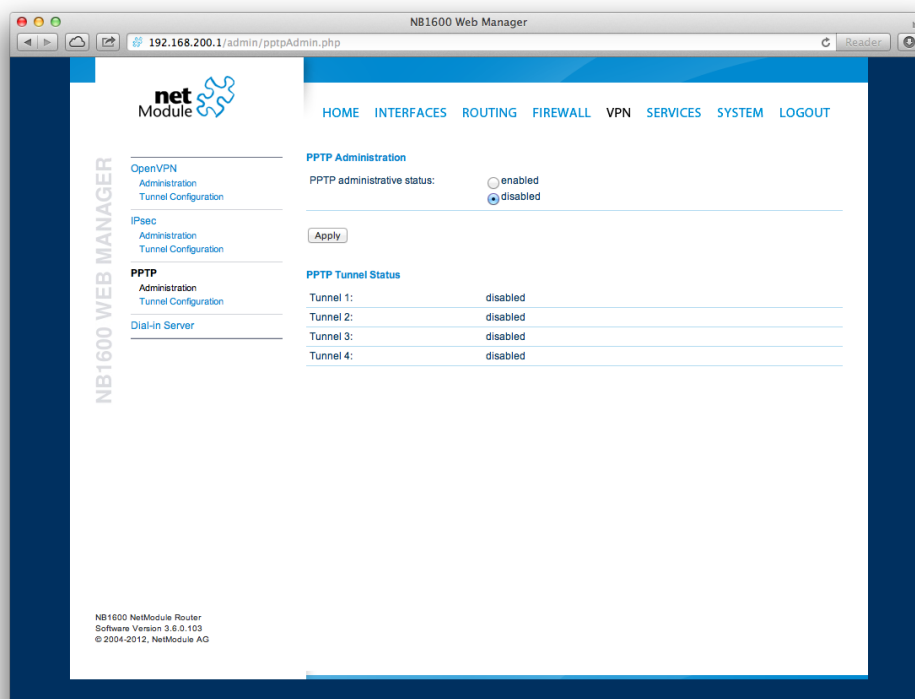 NB1600 Web Manager
192.168.200.1/admin/pptpAdmin.php
Reader
net
Module
HOME INTERFACES ROUTING FIREWALL VPN SERVICES SYSTEM LOGOUT
NB1600 WEB MANAGER
OpenVPN
Administration
Tunnel Configuration
IPsec
Administration
Tunnel Configuration
PPTP
Administration
Tunnel Configuration
Dial-in Server
PPTP Administration
PPTP administrative status: enabled
disabled
Apply
PPTP Tunnel Status
Tunnel 1: disabled
Tunnel 2: disabled
Tunnel 3: disabled
Tunnel 4: disabled
NB1600 NetModule Router
Software Version 3.6.0.103
© 2004-2012, NetModule AG